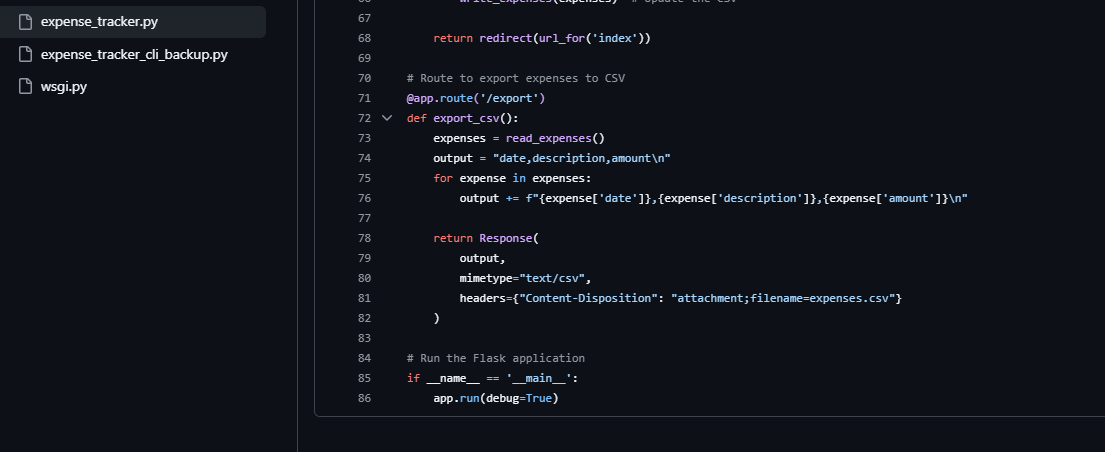 expense_tracker.py
expense_tracker_cli_backup.py
wsgi.py
67
68 return redirect(url_for('index'))
69
70 # Route to export expenses to CSV
71 @app.route('/export')
72 def export_csv():
73 expenses = read_expenses()
74 output = "date,description,amount\n"
75 for expense in expenses:
76 output += f"{expense['date']},{expense['description']},{expense['amount']}\n"
77
78 return Response(
79 output,
80 mimetype="text/csv",
81 headers={"Content-Disposition": "attachment;filename=expenses.csv"}
82 )
83
84 # Run the Flask application
85 if __name__ == '__main__':
86 app.run(debug=True)